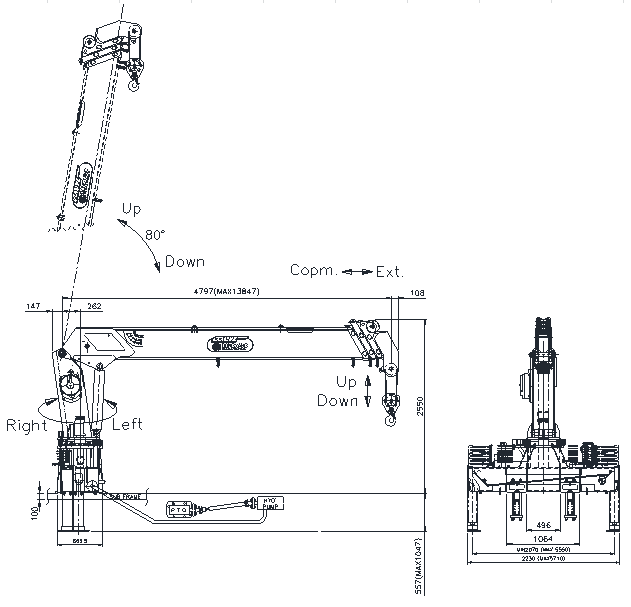 Up
80°
Down
Copm. Ext.
4797(MAX13847)
108
147
262
Up
Down
2550
Right
Left
SUB FRAME
P T O
HYD
PUMP
100
557(MAX1047)
496
1064
2230 (MAX5710)